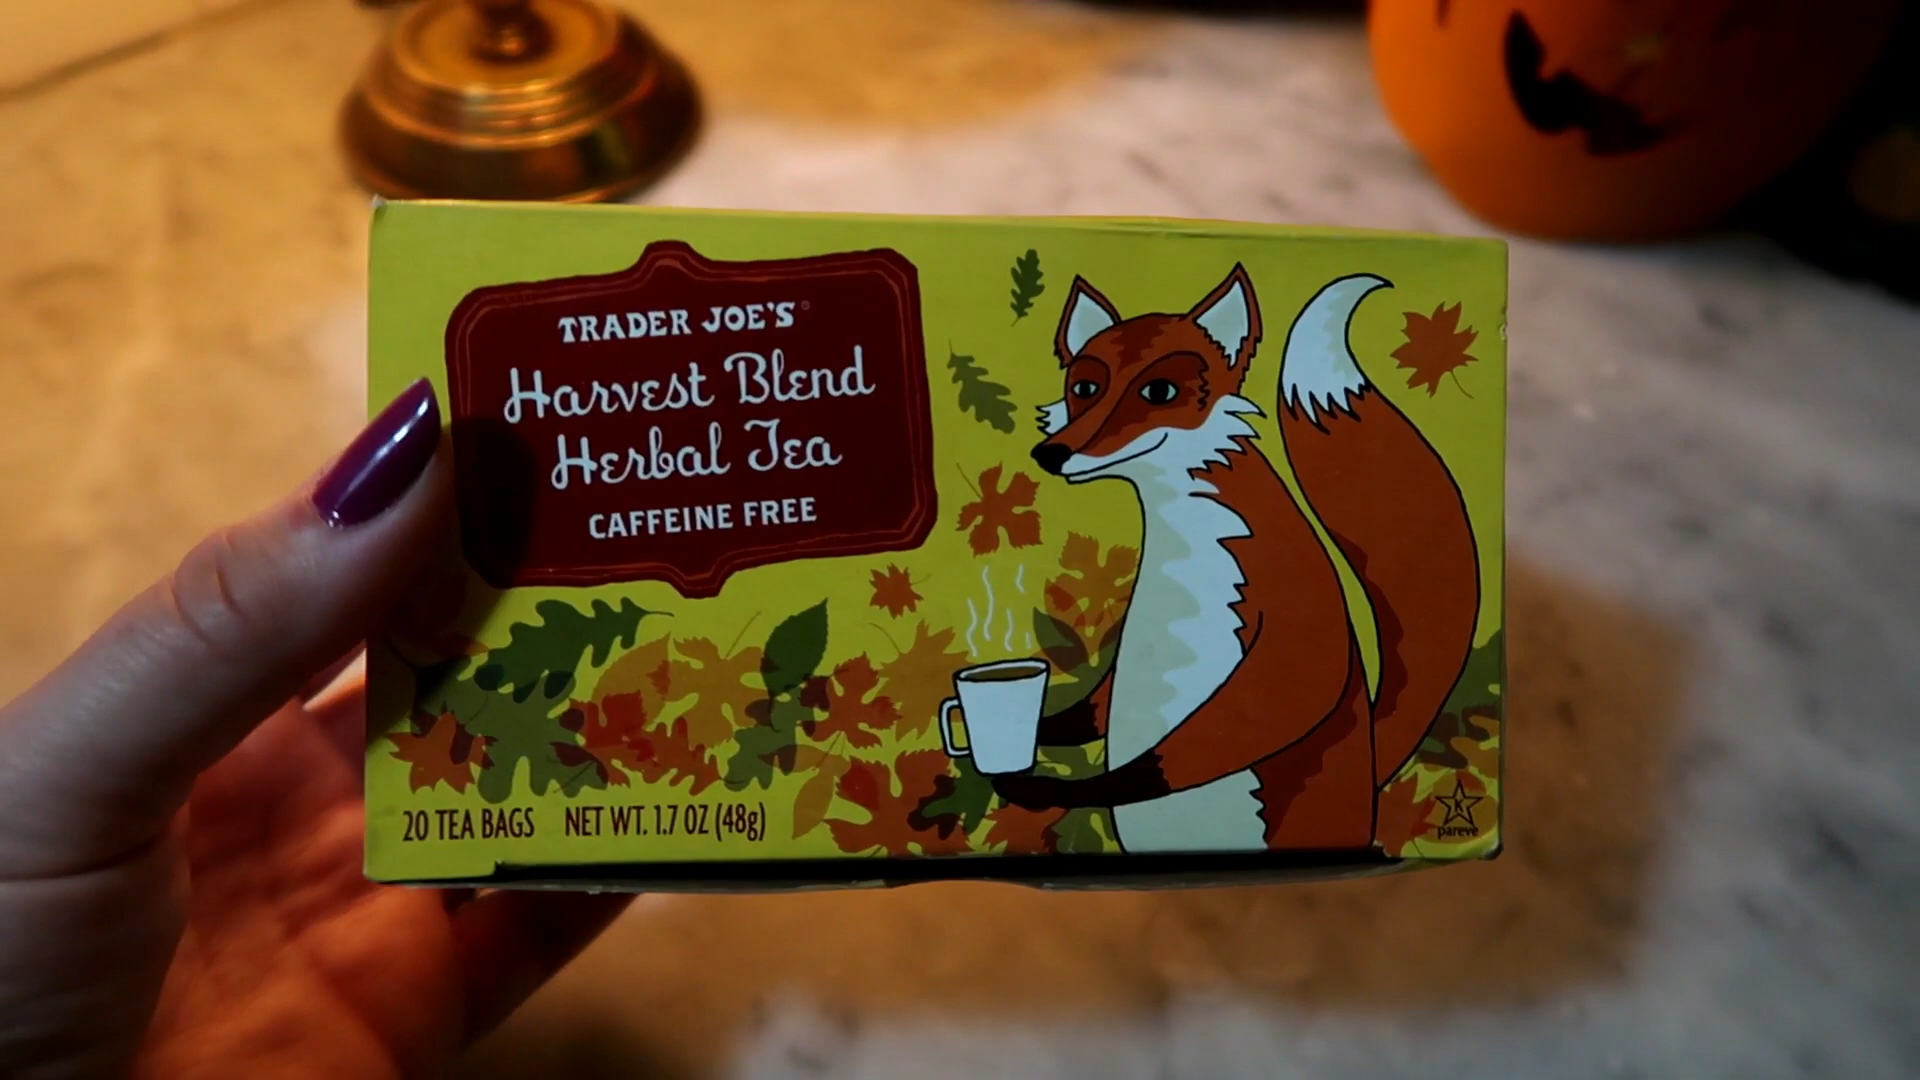 TRADER JOE'S
Harvest Blend
Herbal Tea
CAFFEINE FREE
20 TEA BAGS NET WT. 1.7 OZ (48g)
K
pareve